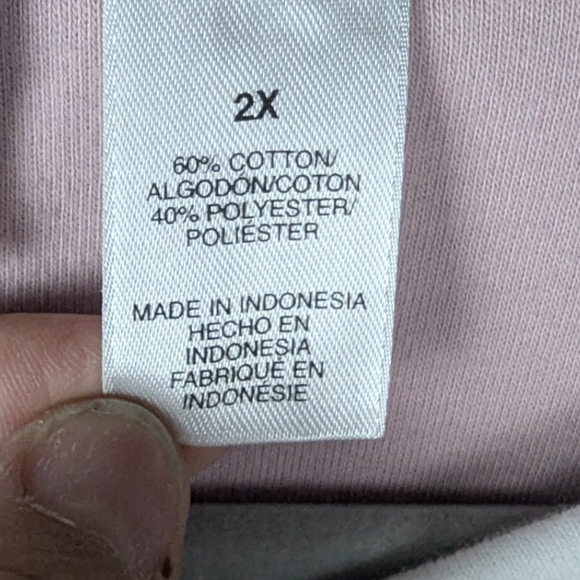 2X
60% COTTON/
ALGODÓN/COTON
40% POLYESTER/
POLIÉSTER
MADE IN INDONESIA
HECHO EN
INDONESIA
FABRIQUÉ EN
INDONÉSIE